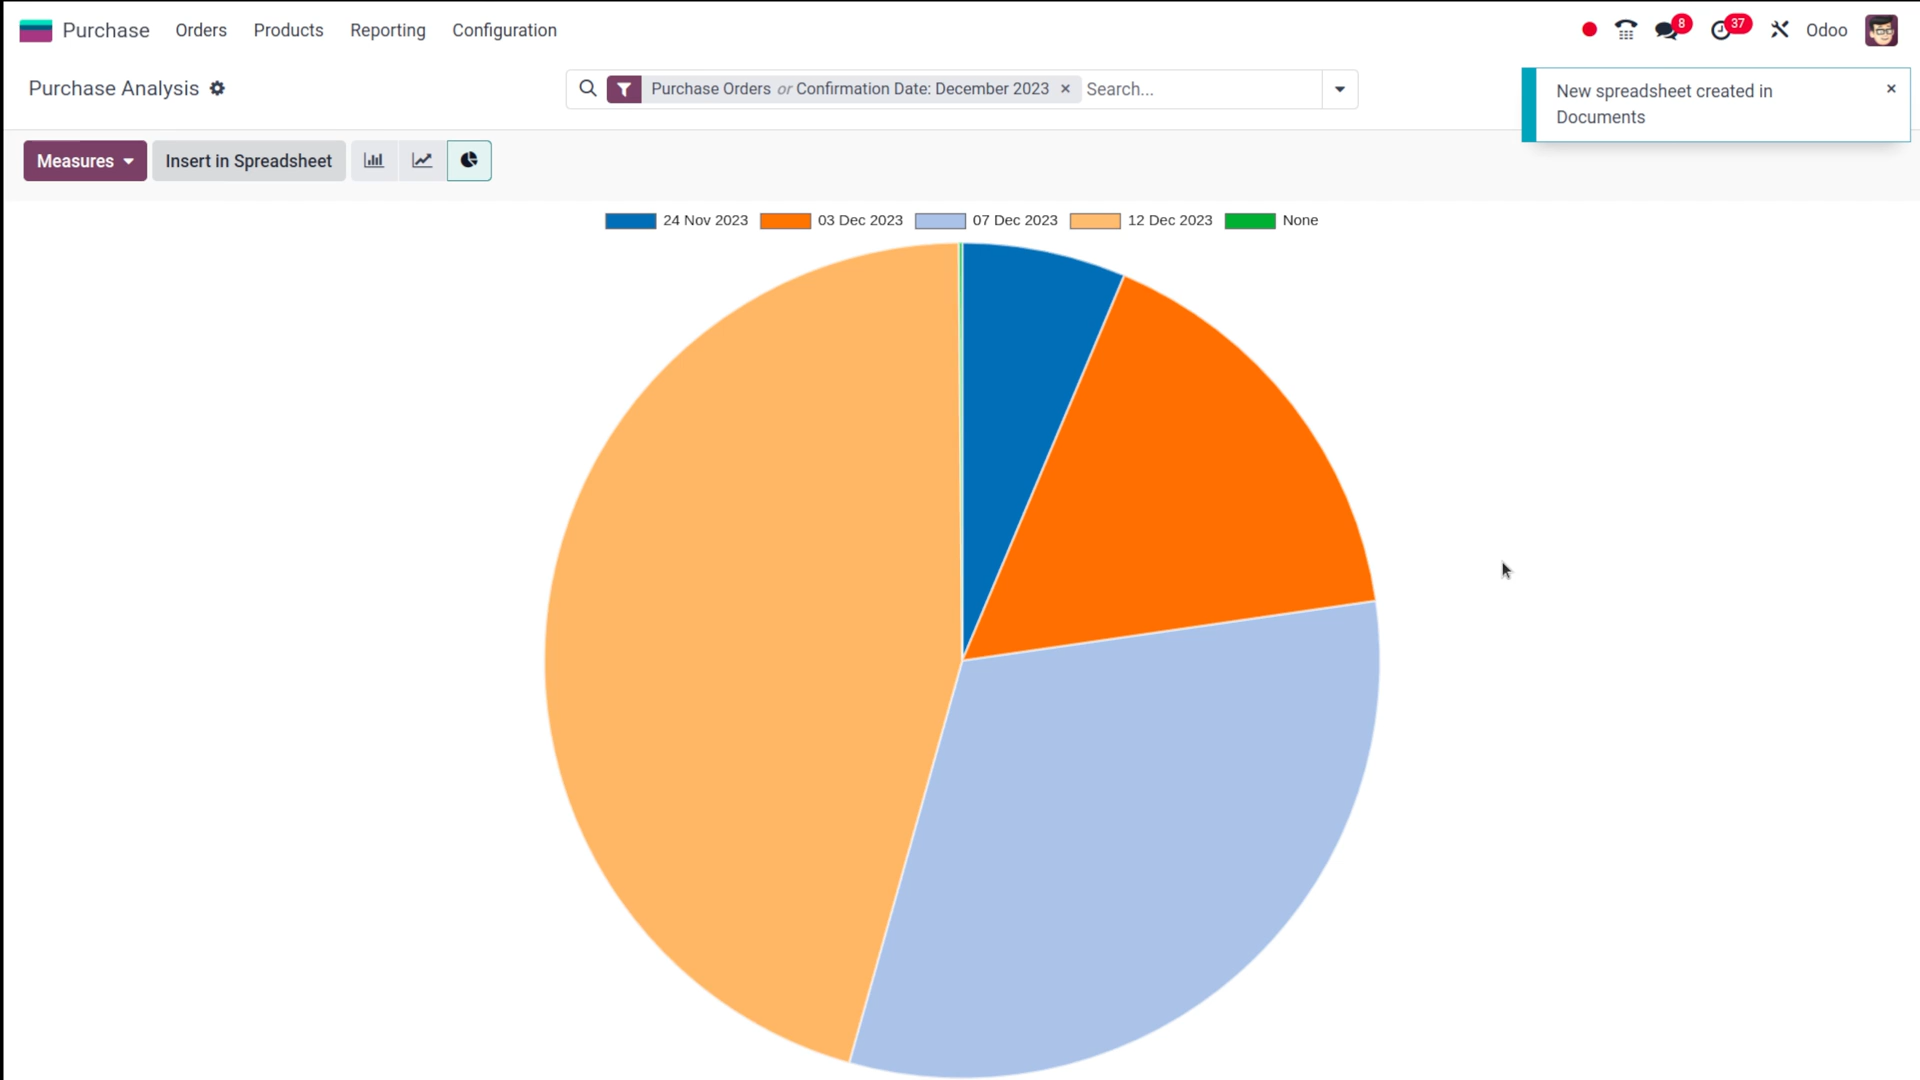 Purchase Orders Products Reporting Configuration 8 37 Odoo
Purchase Analysis Purchase Orders or Confirmation Date: December 2023 × Search...
New spreadsheet created in ×
Documents
Measures Insert in Spreadsheet
24 Nov 2023 03 Dec 2023 07 Dec 2023 12 Dec 2023 None